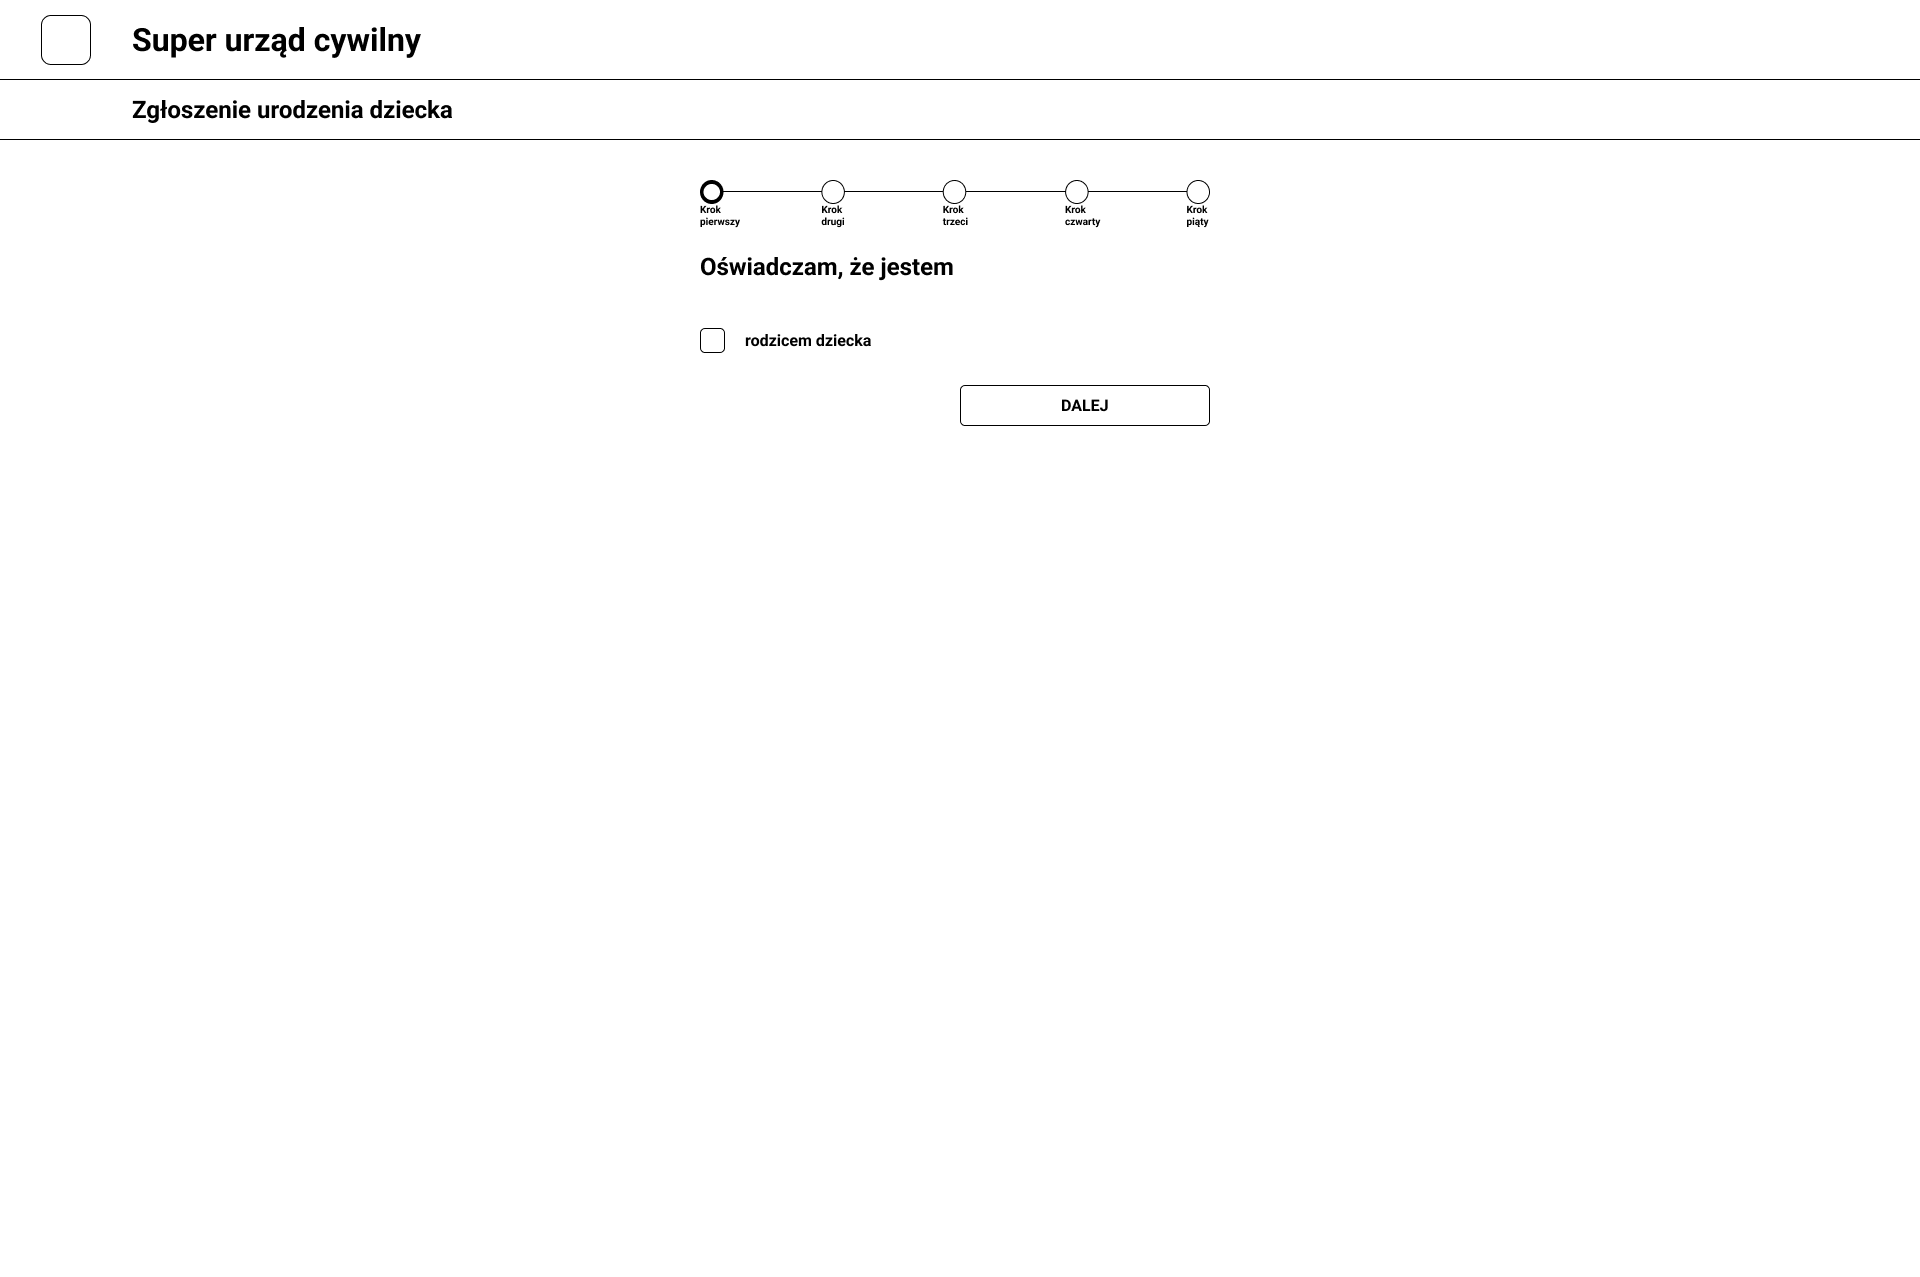 Super urząd cywilny
Zgłoszenie urodzenia dziecka
Krok
pierwszy
Krok
drugi
Krok
trzeci
Krok
czwarty
Krok
piąty
Oświadczam, że jestem
rodzicem dziecka
DALEJ